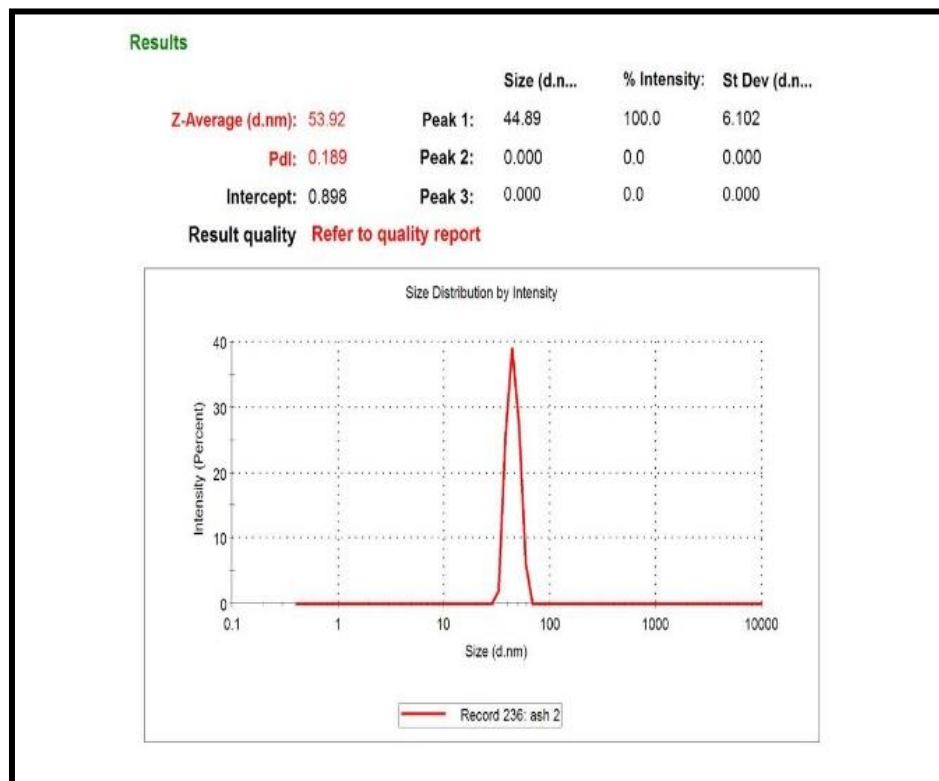 Results
Size (d.n... % Intensity: St Dev (d.n...
Z-Average (d.nm): 53.92 Peak 1: 44.89 100.0 6.102
PdI: 0.189 Peak 2: 0.000 0.0 0.000
Intercept: 0.898 Peak 3: 0.000 0.0 0.000
Result quality Refer to quality report
Size Distribution by Intensity
40
30
20
10
0
Intensity (Percent)
0.1 1 10 100 1000 10000
Size (d.nm)
Record 236: ash 2